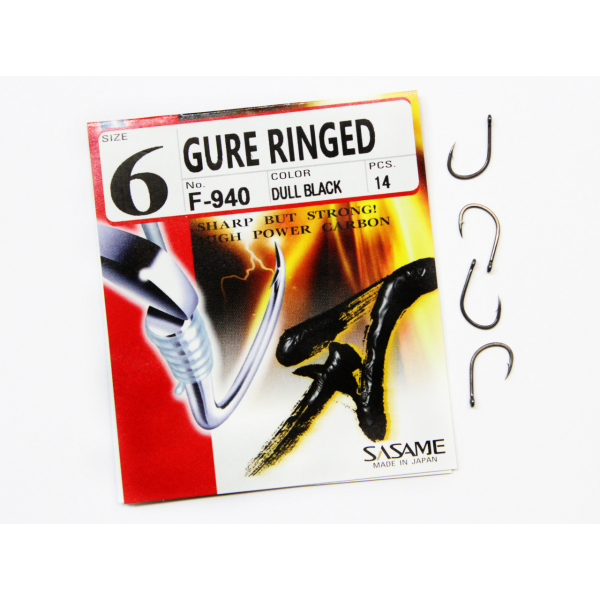 SIZE
6
GURE RINGED
No.
F-940
COLOR
DULL BLACK
PCS.
14
SHARP BUT STRONG!
HIGH POWER CARBON
SASAME
MADE IN JAPAN